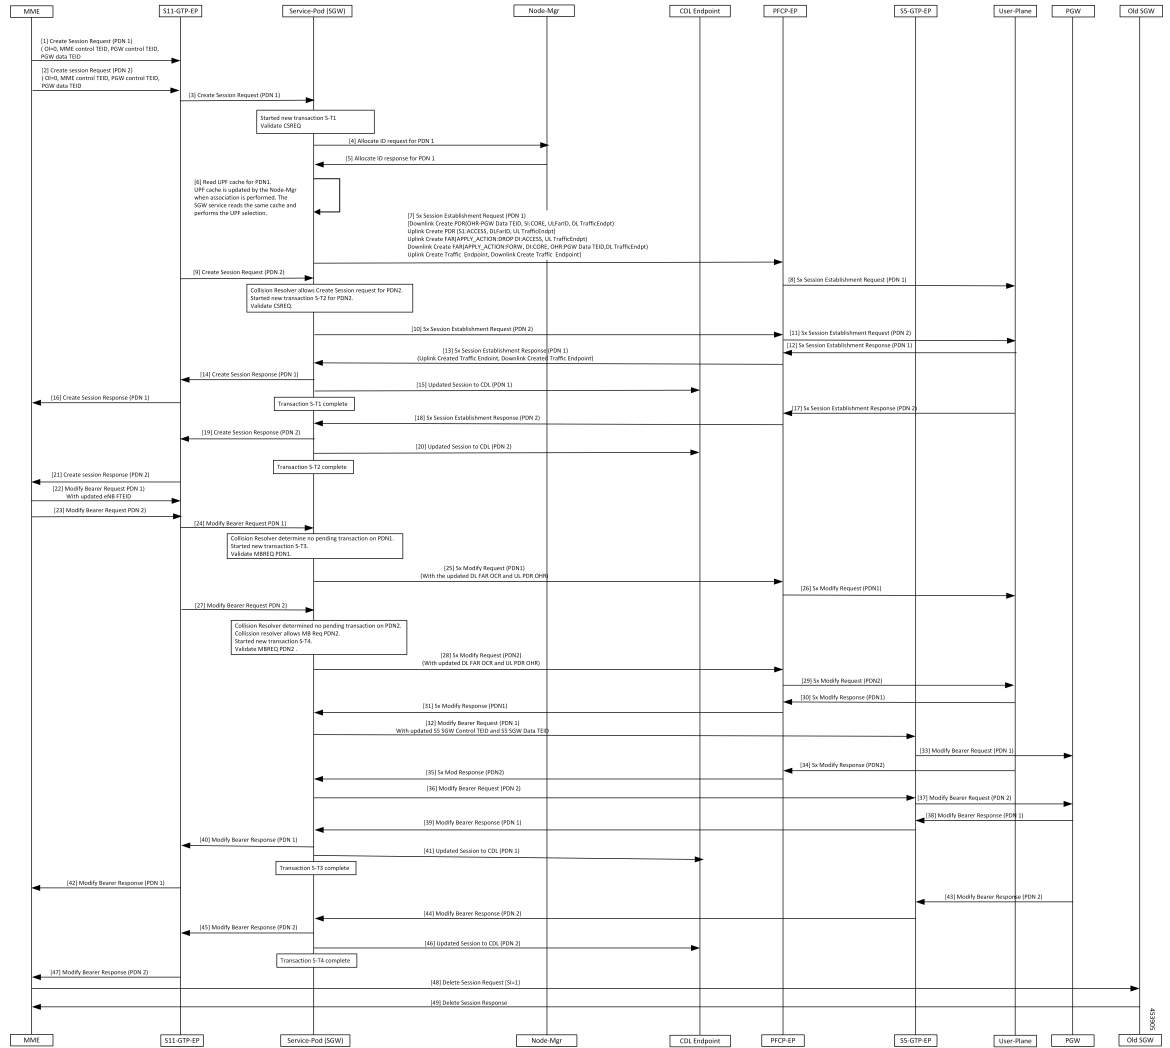 MME
S11-GTP-EP
Service-Pod (SGW)
Node-Mgr
CDL Endpoint
PFCP-EP
S5-GTP-EP
User-Plane
PGW
Old SGW
[1] Create Session Request (PDN 1)
( OI=0, MME control TEID, PGW control TEID,
PGW data TEID
[2] Create session Request (PDN 2)
( OI=0, MME control TEID, PGW control TEID,
PGW data TEID
[3] Create Session Request (PDN 1)
Started new transaction S-T1
Validate CSREQ
[4] Allocate ID request for PDN 1
[5] Allocate ID response for PDN 1
[6] Read UPF cache for PDN1.
UPF cache is updated by the Node-Mgr
when association is performed. The
SGW service reads the same cache and
performs the UPF selection.
[7] Sx Session Establishment Request (PDN 1)
[Downlink Create PDR(OHR-PGW Data TEID, SI:CORE, ULFarID, DL TrafficEndpt)
Uplink Create PDR (S1:ACCESS, DLFarID, UL TrafficEndpt)
Uplink Create FAR(APPLY_ACTION:DROP DI:ACCESS, UL TrafficEndpt)
Downlink Create FAR(APPLY_ACTION:FORW, DI:CORE, OHR:PGW Data TEID,DL TrafficEndpt)
Uplink Create Traffic Endpoint, Downlink Create Traffic Endpoint]
[9] Create Session Request (PDN 2)
[8] Sx Session Establishment Request (PDN 1)
Collision Resolver allows Create Session request for PDN2.
Started new transaction S-T2 for PDN2.
Validate CSREQ.
[10] Sx Session Establishment Request (PDN 2)
[11] Sx Session Establishment Request (PDN 2)
[12] Sx Session Establishment Response (PDN 1)
[13] Sx Session Establishment Response (PDN 1)
(Uplink Created Traffic Endoint, Downlink Created Traffic Endpoint)
[14] Create Session Response (PDN 1)
[15] Updated Session to CDL (PDN 1)
[16] Create Session Response (PDN 1)
Transaction S-T1 complete
[17] Sx Session Establishment Response (PDN 2)
[18] Sx Session Establishment Response (PDN 2)
[19] Create Session Response (PDN 2)
[20] Updated Session to CDL (PDN 2)
Transaction S-T2 complete
[21] Create session Response (PDN 2)
[22] Modify Bearer Request PDN 1)
With updated eNB FTEID
[23] Modify Bearer Request PDN 2)
[24] Modify Bearer Request PDN 1)
Collision Resolver determine no pending transaction on PDN1.
Started new transaction S-T3.
Validate MBREQ PDN1.
[25] Sx Modify Request (PDN1)
(With the updated DL FAR OCR and UL PDR OHR)
[26] Sx Modify Request (PDN1)
[27] Modify Bearer Request PDN 2)
Collision Resolver determined no pending transaction on PDN2.
Collission resolver allows MB Req PDN2.
Started new transaction S-T4.
Validate MBREQ PDN2 .
[28] Sx Modify Request (PDN2)
(With updated DL FAR OCR and UL PDR OHR)
[29] Sx Modify Request (PDN2)
[30] Sx Modify Response (PDN1)
[31] Sx Modify Response (PDN1)
[32] Modify Bearer Request (PDN 1)
With updated S5 SGW Control TEID and S5 SGW Data TEID
[33] Modify Bearer Request (PDN 1)
[34] Sx Modify Response (PDN2)
[35] Sx Mod Response (PDN2)
[36] Modify Bearer Request (PDN 2)
[37] Modify Bearer Request (PDN 2)
[38] Modify Bearer Response (PDN 1)
[39] Modify Bearer Response (PDN 1)
[40] Modify Bearer Response (PDN 1)
[41] Updated Session to CDL (PDN 1)
Transaction S-T3 complete
[42] Modify Bearer Response (PDN 1)
[43] Modify Bearer Response (PDN 2)
[44] Modify Bearer Response (PDN 2)
[45] Modify Bearer Response (PDN 2)
[46] Updated Session to CDL (PDN 2)
Transaction S-T4 complete
[47] Modify Bearer Response (PDN 2)
[48] Delete Session Request [SI=1)
[49] Delete Session Response
453905
MME
S11-GTP-EP
Service-Pod (SGW)
Node-Mgr
CDL Endpoint
PFCP-EP
S5-GTP-EP
User-Plane
PGW
Old SGW